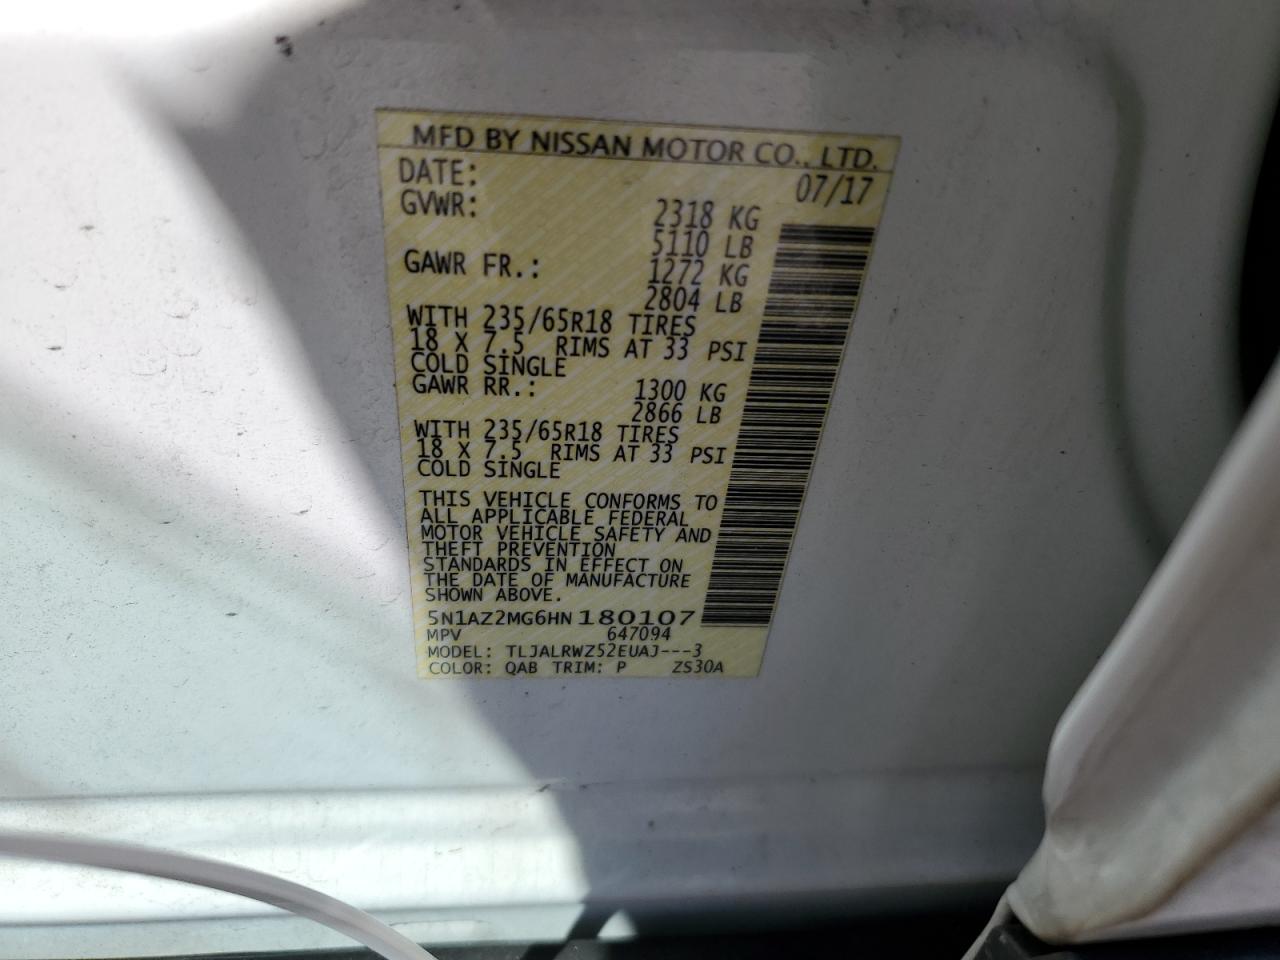 MFD BY NISSAN MOTOR CO., LTD.
DATE: 07/17
GVWR: 2318 KG
5110 LB
GAWR FR.: 1272 KG
2804 LB
WITH 235/65R18 TIRES
18 X 7.5 RIMS AT 33 PSI
COLD SINGLE
GAWR RR.: 1300 KG
2866 LB
WITH 235/65R18 TIRES
18 X 7.5 RIMS AT 33 PSI
COLD SINGLE
THIS VEHICLE CONFORMS TO
ALL APPLICABLE FEDERAL
MOTOR VEHICLE SAFETY AND
THEFT PREVENTION
STANDARDS IN EFFECT ON
THE DATE OF MANUFACTURE
SHOWN ABOVE.
5N1AZ2MG6HN180107
MPV 647094
MODEL: TLJALRWZ52EUAJ---3
COLOR: QAB TRIM: P ZS30A